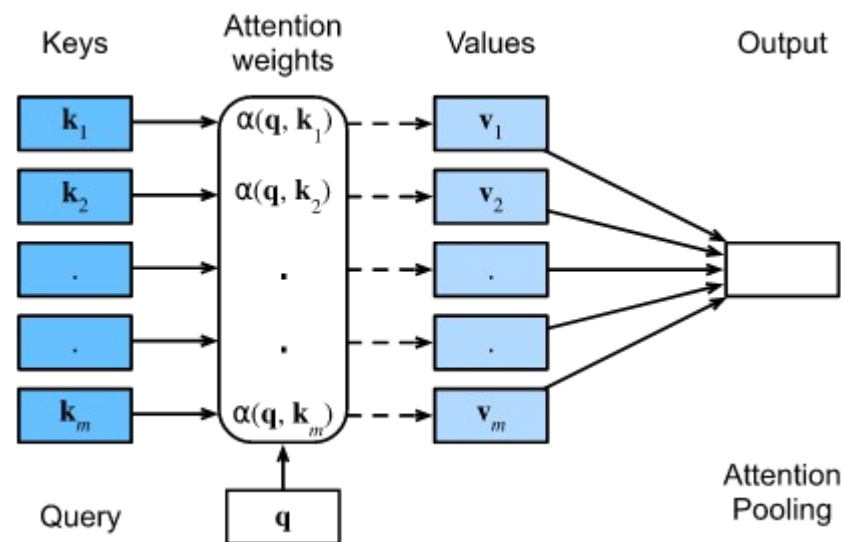 Keys
Attention
weights
Values
Output
k1
α(q, k1)
v1
k2
α(q, k2)
v2
.
.
.
.
.
.
km
α(q, km)
vm
Query
q
Attention
Pooling